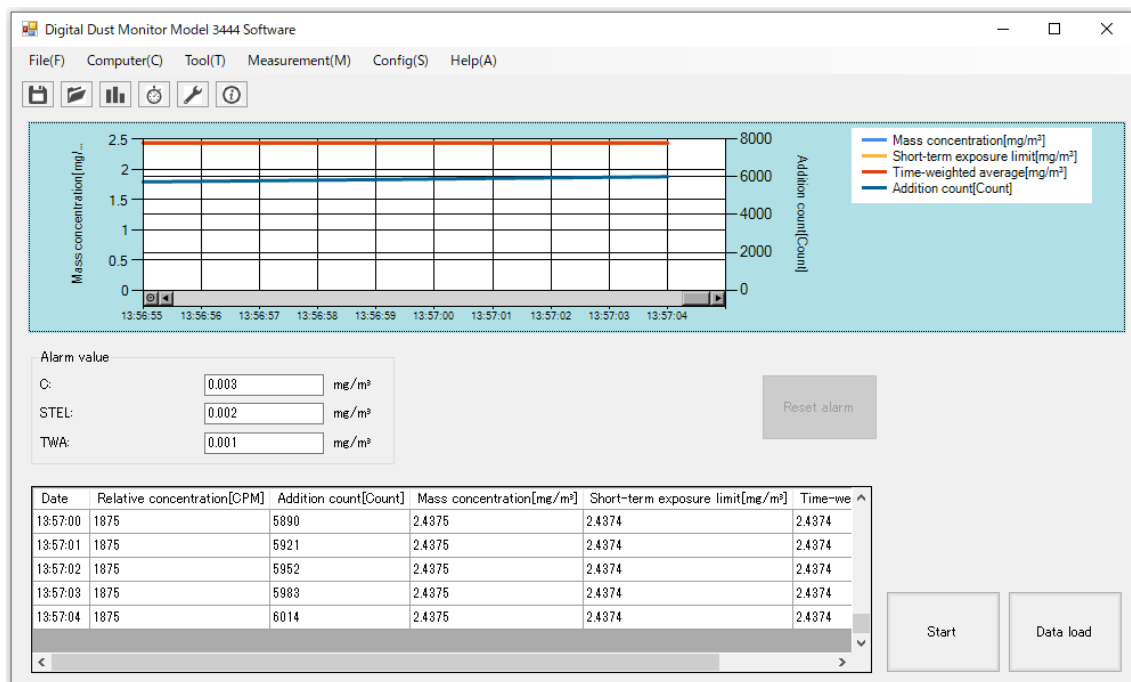 Digital Dust Monitor Model 3444 Software
File(F) Computer(C) Tool(T) Measurement(M) Config(S) Help(A)
Mass concentration[mg/...
2.5
2
1.5
1
0.5
0
8000
6000
4000
2000
0
Addition count[Count]
Mass concentration[mg/m³]
Short-term exposure limit[mg/m³]
Time-weighted average[mg/m³]
Addition count[Count]
13:56:55 13:56:56 13:56:57 13:56:58 13:56:59 13:57:00 13:57:01 13:57:02 13:57:03 13:57:04
Alarm value
C: 0.003 mg/m³
STEL: 0.002 mg/m³
TWA: 0.001 mg/m³
Reset alarm
Date Relative concentration[CPM] Addition count[Count] Mass concentration[mg/m³] Short-term exposure limit[mg/m³] Time-we
13:57:00 1875 5890 2.4375 2.4374 2.4374
13:57:01 1875 5921 2.4375 2.4374 2.4374
13:57:02 1875 5952 2.4375 2.4374 2.4374
13:57:03 1875 5983 2.4375 2.4374 2.4374
13:57:04 1875 6014 2.4375 2.4374 2.4374
Start
Data load